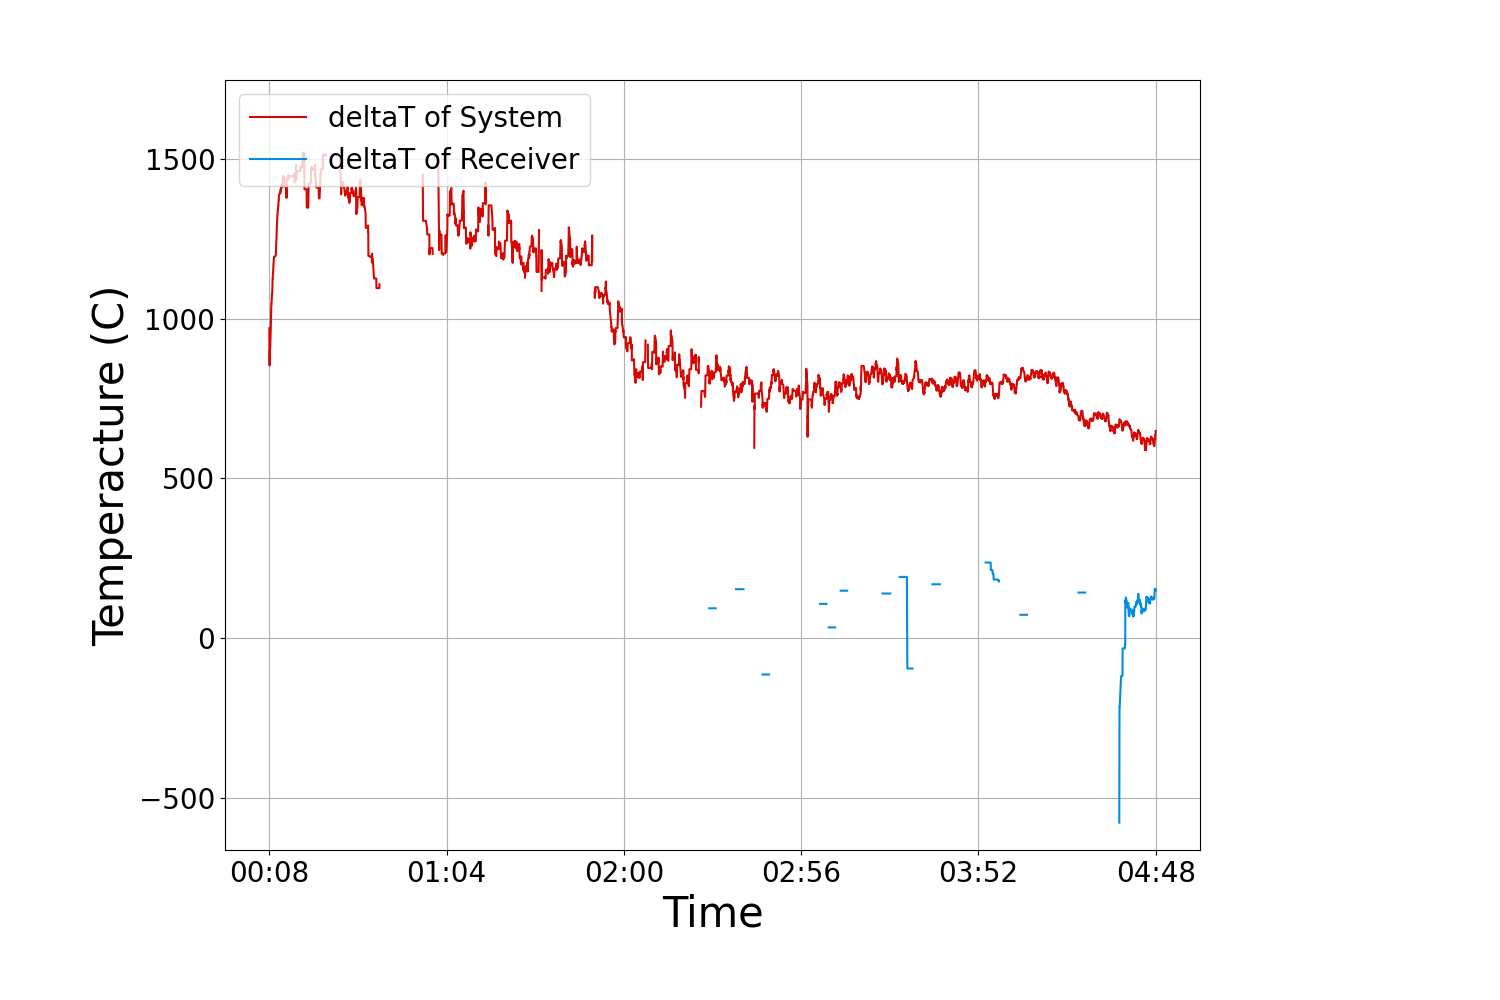 deltaT of System
deltaT of Receiver
1500
1000
500
0
−500
Temperacture (C)
00:08 01:04 02:00 02:56 03:52 04:48
Time